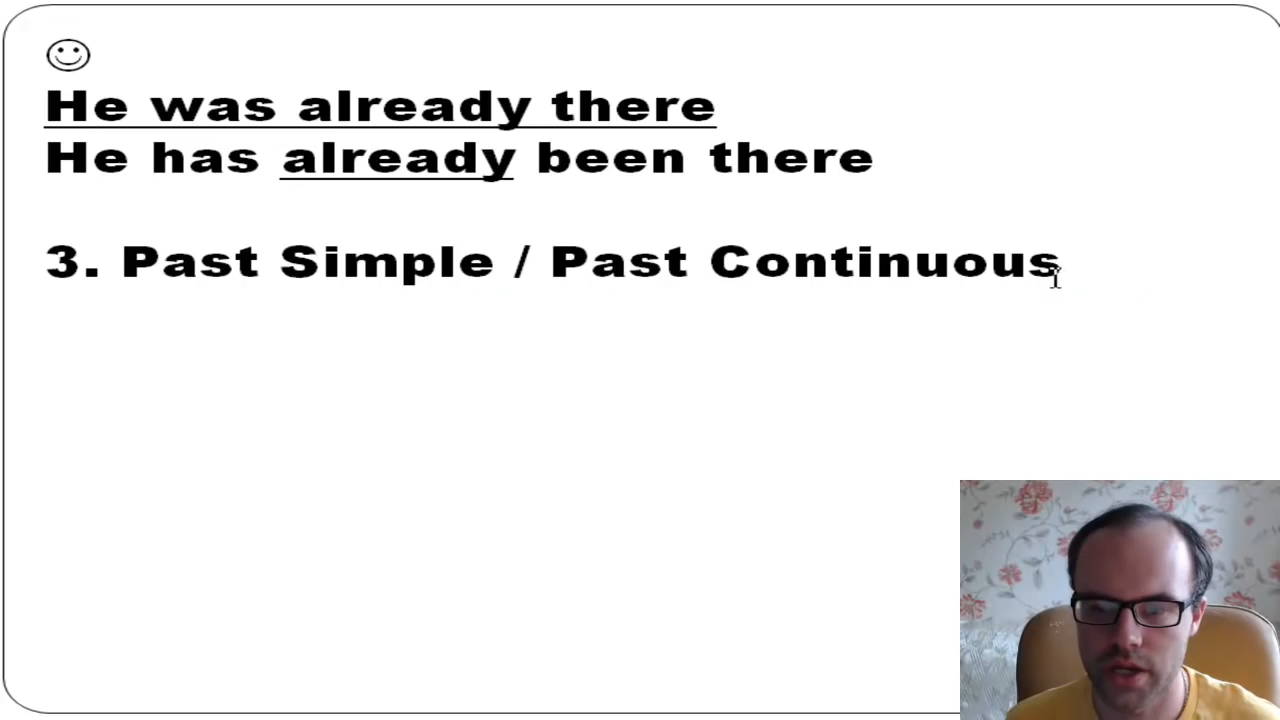 He was already there
He has already been there
3. Past Simple / Past Continuous